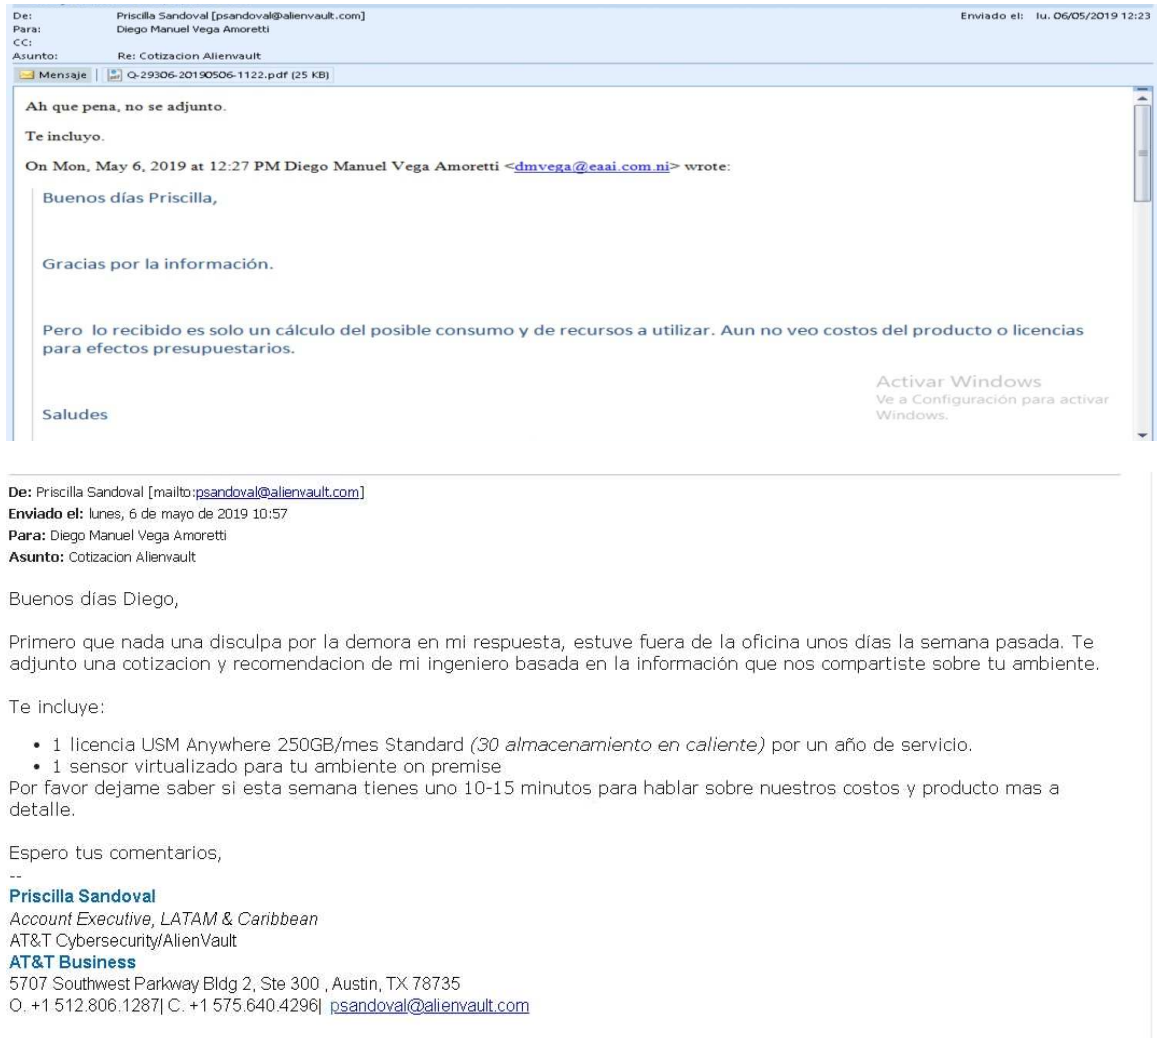 De: Priscilla Sandoval [psandoval@alienvault.com] Enviado el: lu. 06/05/2019 12:23
Para: Diego Manuel Vega Amoretti
CC:
Asunto: Re: Cotizacion Alienvault
Mensaje Q-29306-20190506-1122.pdf (25 KB)
Ah que pena, no se adjunto.
Te incluyo.
On Mon, May 6, 2019 at 12:27 PM Diego Manuel Vega Amoretti <dmvega@eaai.com.ni> wrote:
Buenos días Priscilla,
Gracias por la información.
Pero lo recibido es solo un cálculo del posible consumo y de recursos a utilizar. Aun no veo costos del producto o licencias
para efectos presupuestarios.
Activar Windows
Ve a Configuración para activar
Windows.
Saludes
De: Priscilla Sandoval [mailto:psandoval@alienvault.com]
Enviado el: lunes, 6 de mayo de 2019 10:57
Para: Diego Manuel Vega Amoretti
Asunto: Cotizacion Alienvault
Buenos días Diego,
Primero que nada una disculpa por la demora en mi respuesta, estuve fuera de la oficina unos días la semana pasada. Te
adjunto una cotizacion y recomendacion de mi ingeniero basada en la información que nos compartiste sobre tu ambiente.
Te incluye:
• 1 licencia USM Anywhere 250GB/mes Standard (30 almacenamiento en caliente) por un año de servicio.
• 1 sensor virtualizado para tu ambiente on premise
Por favor dejame saber si esta semana tienes uno 10-15 minutos para hablar sobre nuestros costos y producto mas a
detalle.
Espero tus comentarios,
--
Priscilla Sandoval
Account Executive, LATAM & Caribbean
AT&T Cybersecurity/AlienVault
AT&T Business
5707 Southwest Parkway Bldg 2, Ste 300 , Austin, TX 78735
O. +1 512.806.1287| C. +1 575.640.4296| psandoval@alienvault.com